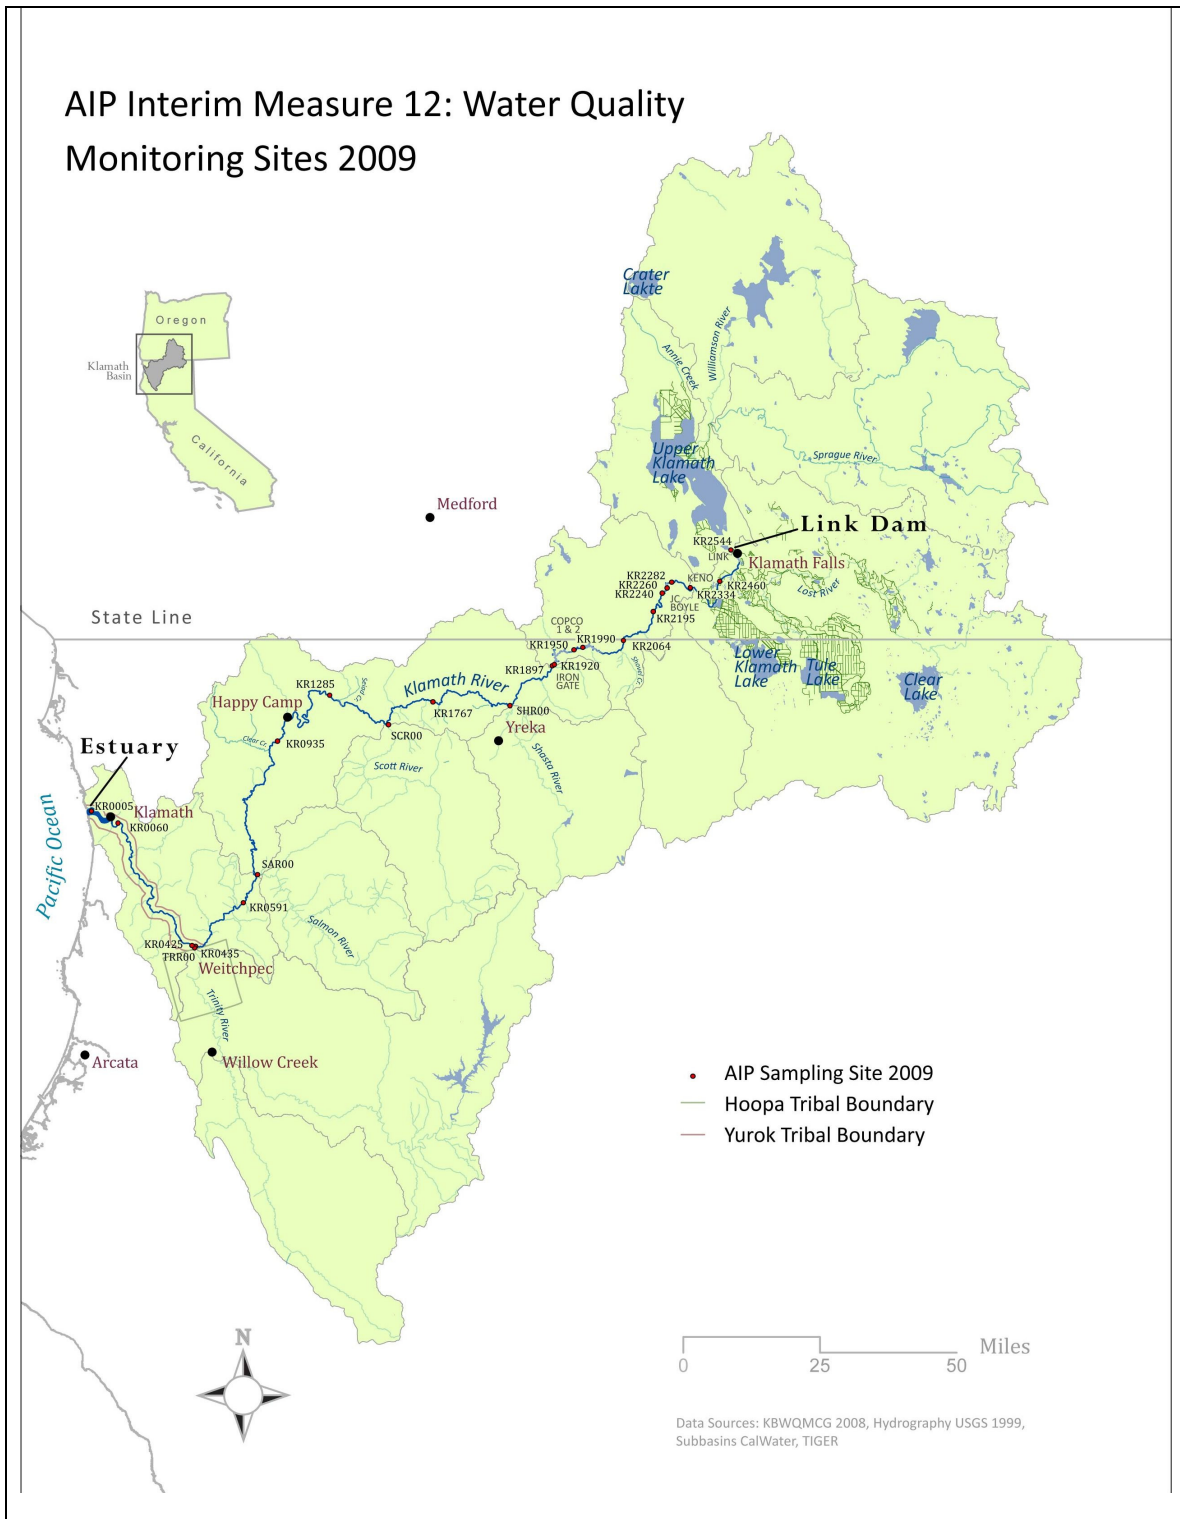 AIP Interim Measure 12: Water Quality
Monitoring Sites 2009
Crater
Lakte
Oregon
Klamath
Basin
California
Annie Creek
Williamson River
Upper
Klamath
Lake
Sprague River
Medford
Link Dam
KR2544
LINK
Klamath Falls
KR2282
KENO
KR2260
KR2460
KR2240
KR2334
Lost River
JC
BOYLE
KR2195
State Line
COPCO
1 & 2
KR1990
KR1950
KR2064
Lower
Klamath
Lake
Tule
Lake
Clear
Lake
Shovel Cr.
KR1897
KR1920
IRON
GATE
KR1285
Klamath River
Happy Camp
KR1767
SHR00
SCR00
Yreka
Clear Cr.
KR0935
Estuary
Scott River
Shasta River
KR0005
Klamath
KR0060
Pacific Ocean
SAR00
KR0591
Salmon River
KR0425
KR0435
TRR00
Weitchpec
Trinity River
Arcata
Willow Creek
AIP Sampling Site 2009
Hoopa Tribal Boundary
Yurok Tribal Boundary
N
Miles
0 25 50
Data Sources: KBWQMCG 2008, Hydrography USGS 1999,
Subbasins CalWater, TIGER